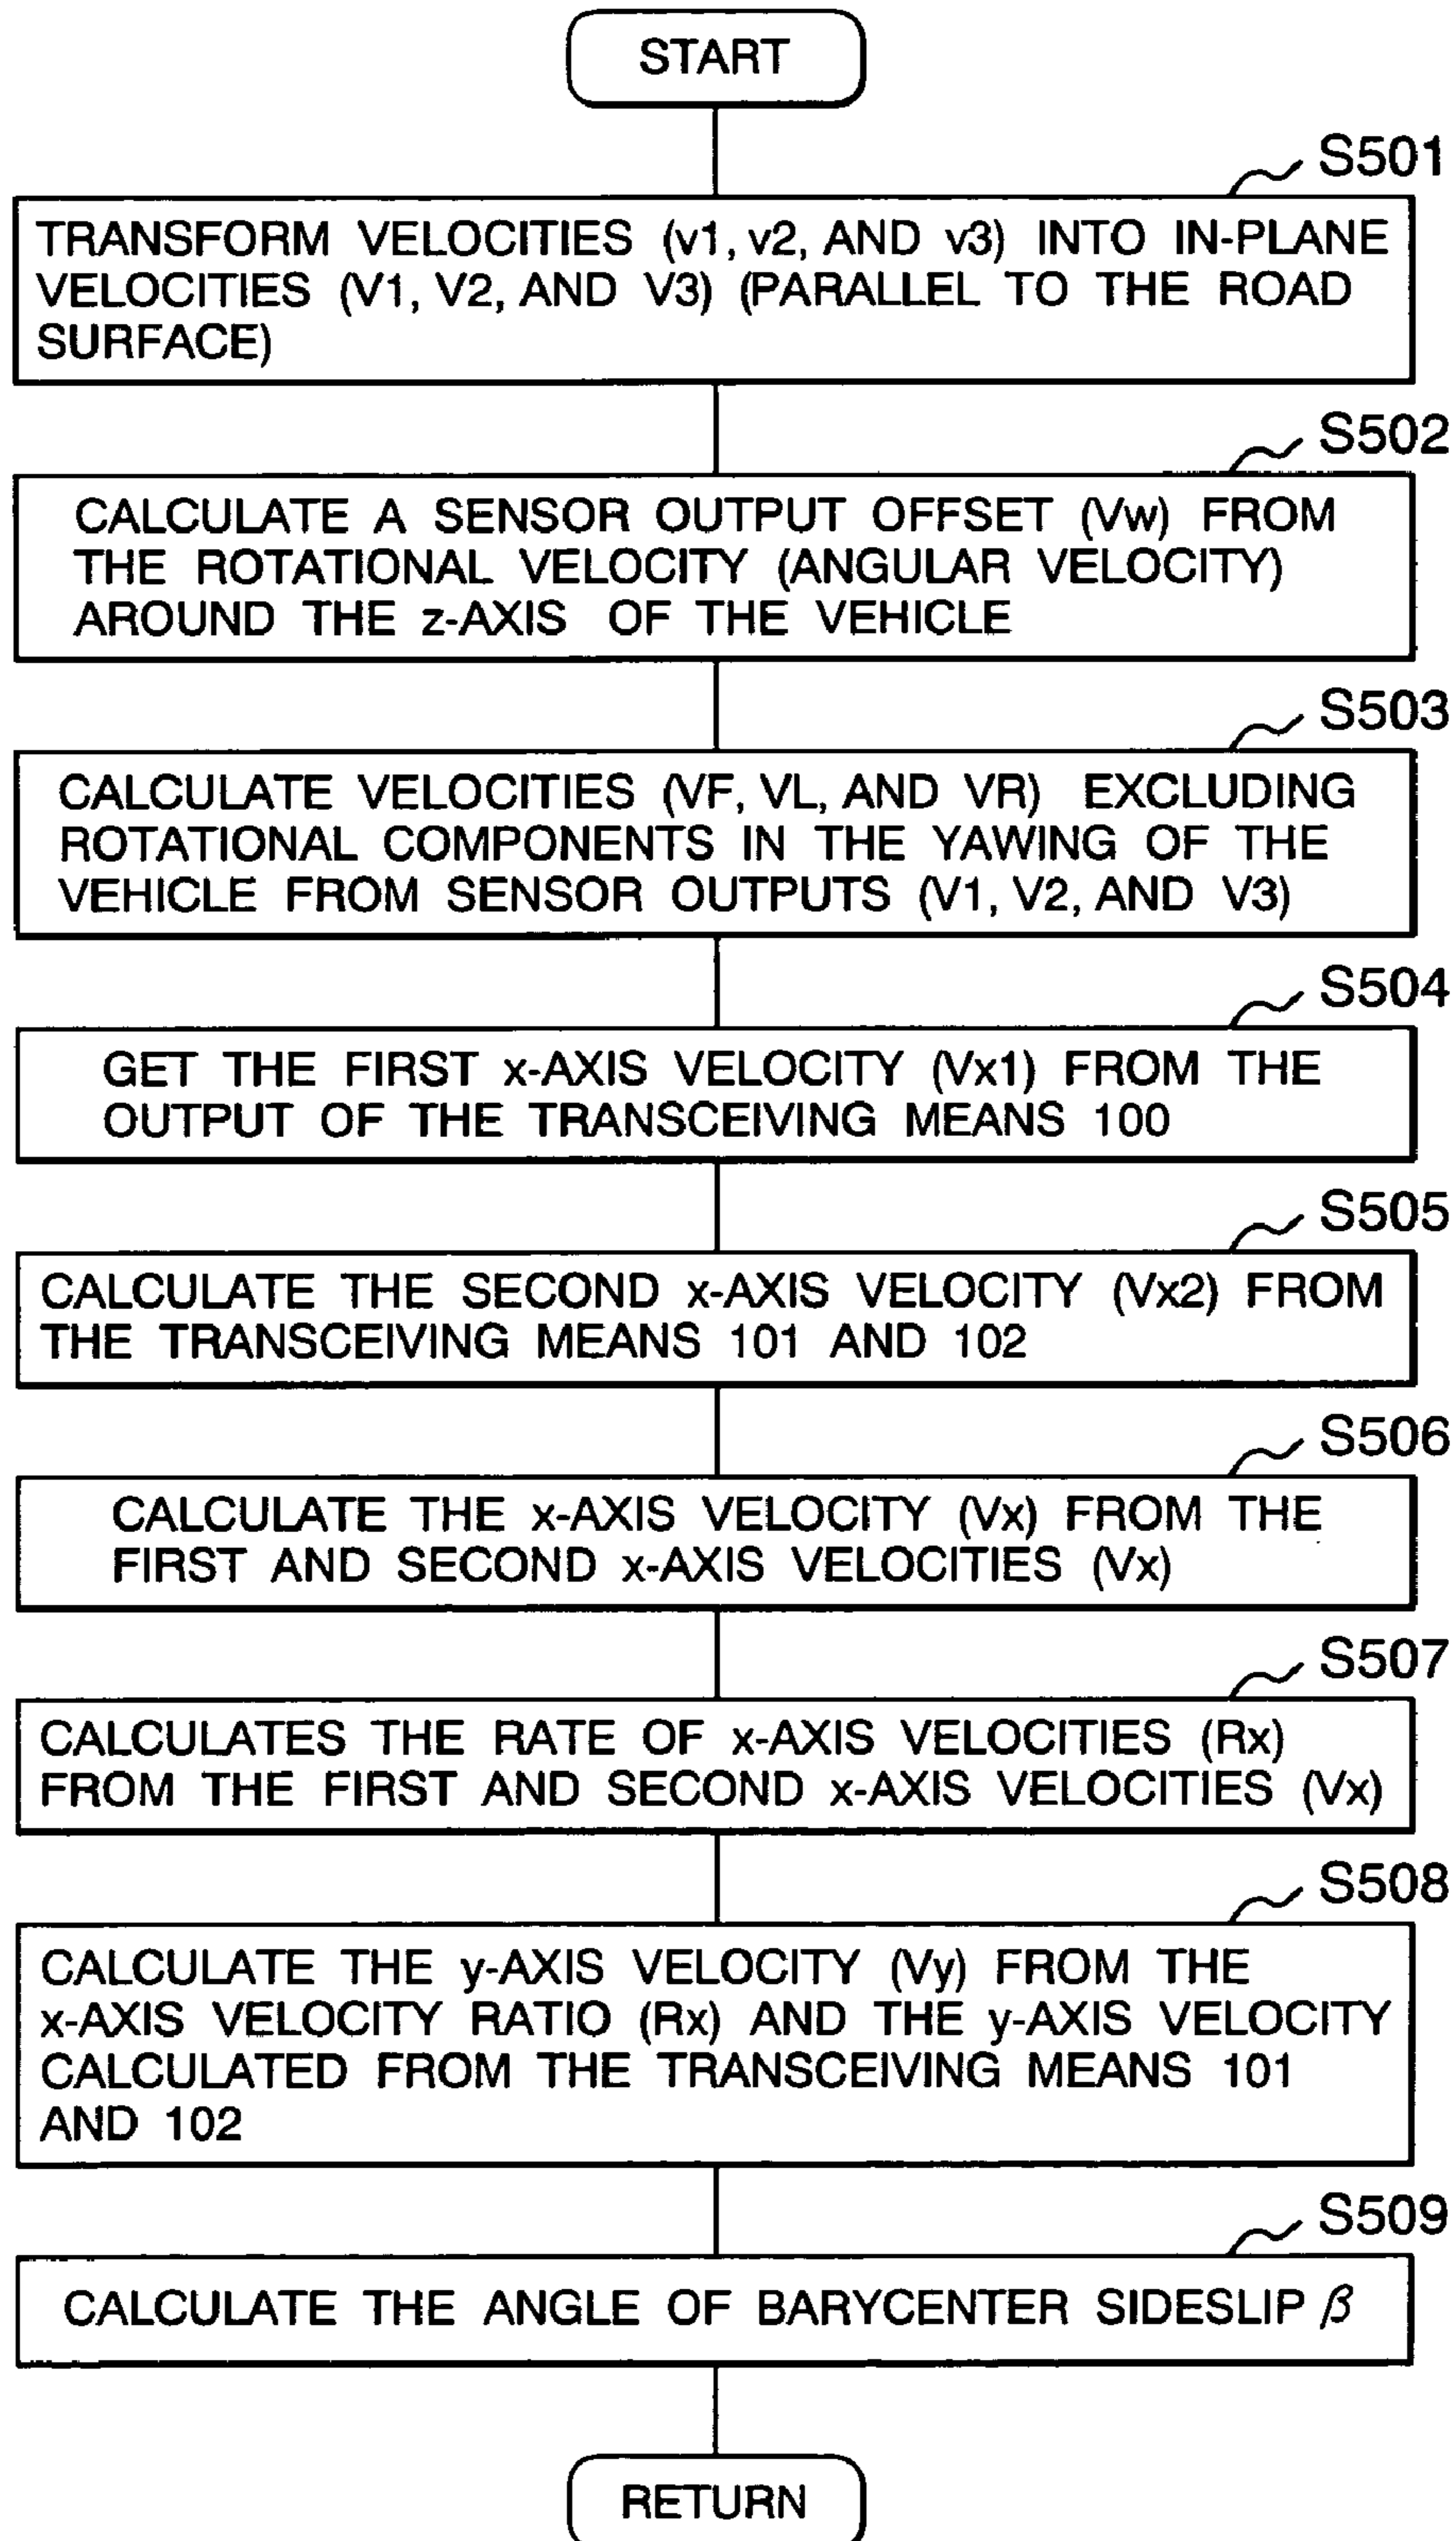 START
S501
TRANSFORM VELOCITIES (v1, v2, AND v3) INTO IN-PLANE
VELOCITIES (V1, V2, AND V3) (PARALLEL TO THE ROAD
SURFACE)
S502
CALCULATE A SENSOR OUTPUT OFFSET (Vw) FROM
THE ROTATIONAL VELOCITY (ANGULAR VELOCITY)
AROUND THE z-AXIS OF THE VEHICLE
S503
CALCULATE VELOCITIES (VF, VL, AND VR) EXCLUDING
ROTATIONAL COMPONENTS IN THE YAWING OF THE
VEHICLE FROM SENSOR OUTPUTS (V1, V2, AND V3)
S504
GET THE FIRST x-AXIS VELOCITY (Vx1) FROM THE
OUTPUT OF THE TRANSCEIVING MEANS 100
S505
CALCULATE THE SECOND x-AXIS VELOCITY (Vx2) FROM
THE TRANSCEIVING MEANS 101 AND 102
S506
CALCULATE THE x-AXIS VELOCITY (Vx) FROM THE
FIRST AND SECOND x-AXIS VELOCITIES (Vx)
S507
CALCULATES THE RATE OF x-AXIS VELOCITIES (Rx)
FROM THE FIRST AND SECOND x-AXIS VELOCITIES (Vx)
S508
CALCULATE THE y-AXIS VELOCITY (Vy) FROM THE
x-AXIS VELOCITY RATIO (Rx) AND THE y-AXIS VELOCITY
CALCULATED FROM THE TRANSCEIVING MEANS 101
AND 102
S509
CALCULATE THE ANGLE OF BARYCENTER SIDESLIP β
RETURN